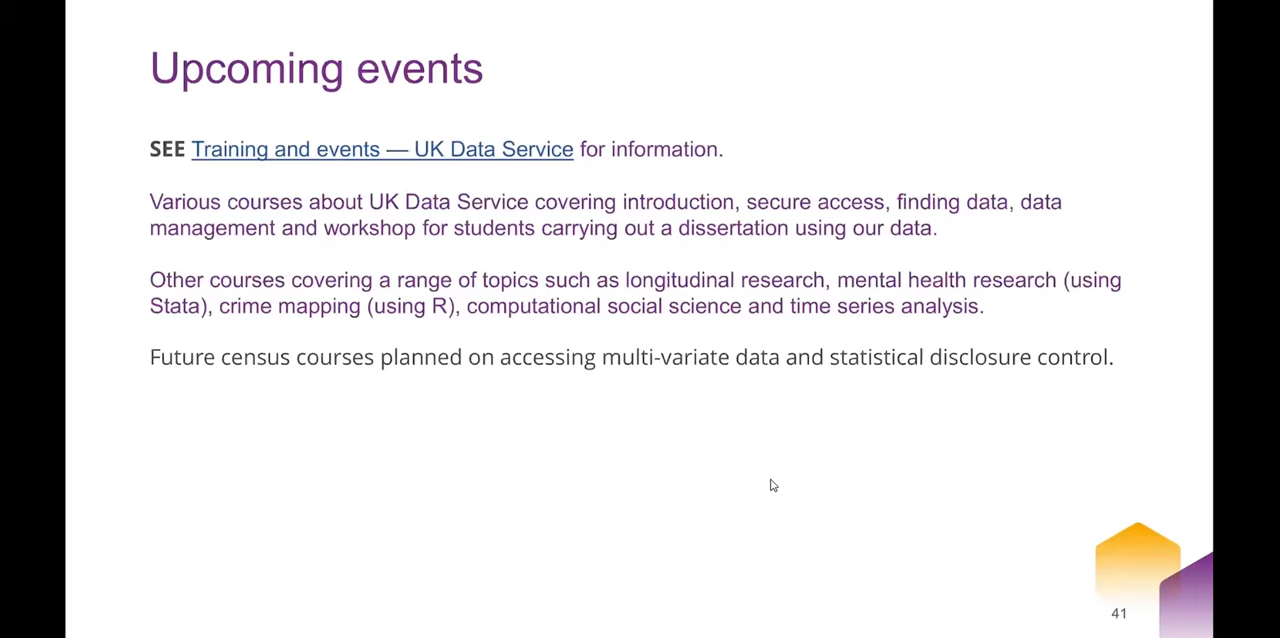 Upcoming events
SEE Training and events — UK Data Service for information.
Various courses about UK Data Service covering introduction, secure access, finding data, data
management and workshop for students carrying out a dissertation using our data.
Other courses covering a range of topics such as longitudinal research, mental health research (using
Stata), crime mapping (using R), computational social science and time series analysis.
Future census courses planned on accessing multi-variate data and statistical disclosure control.
41